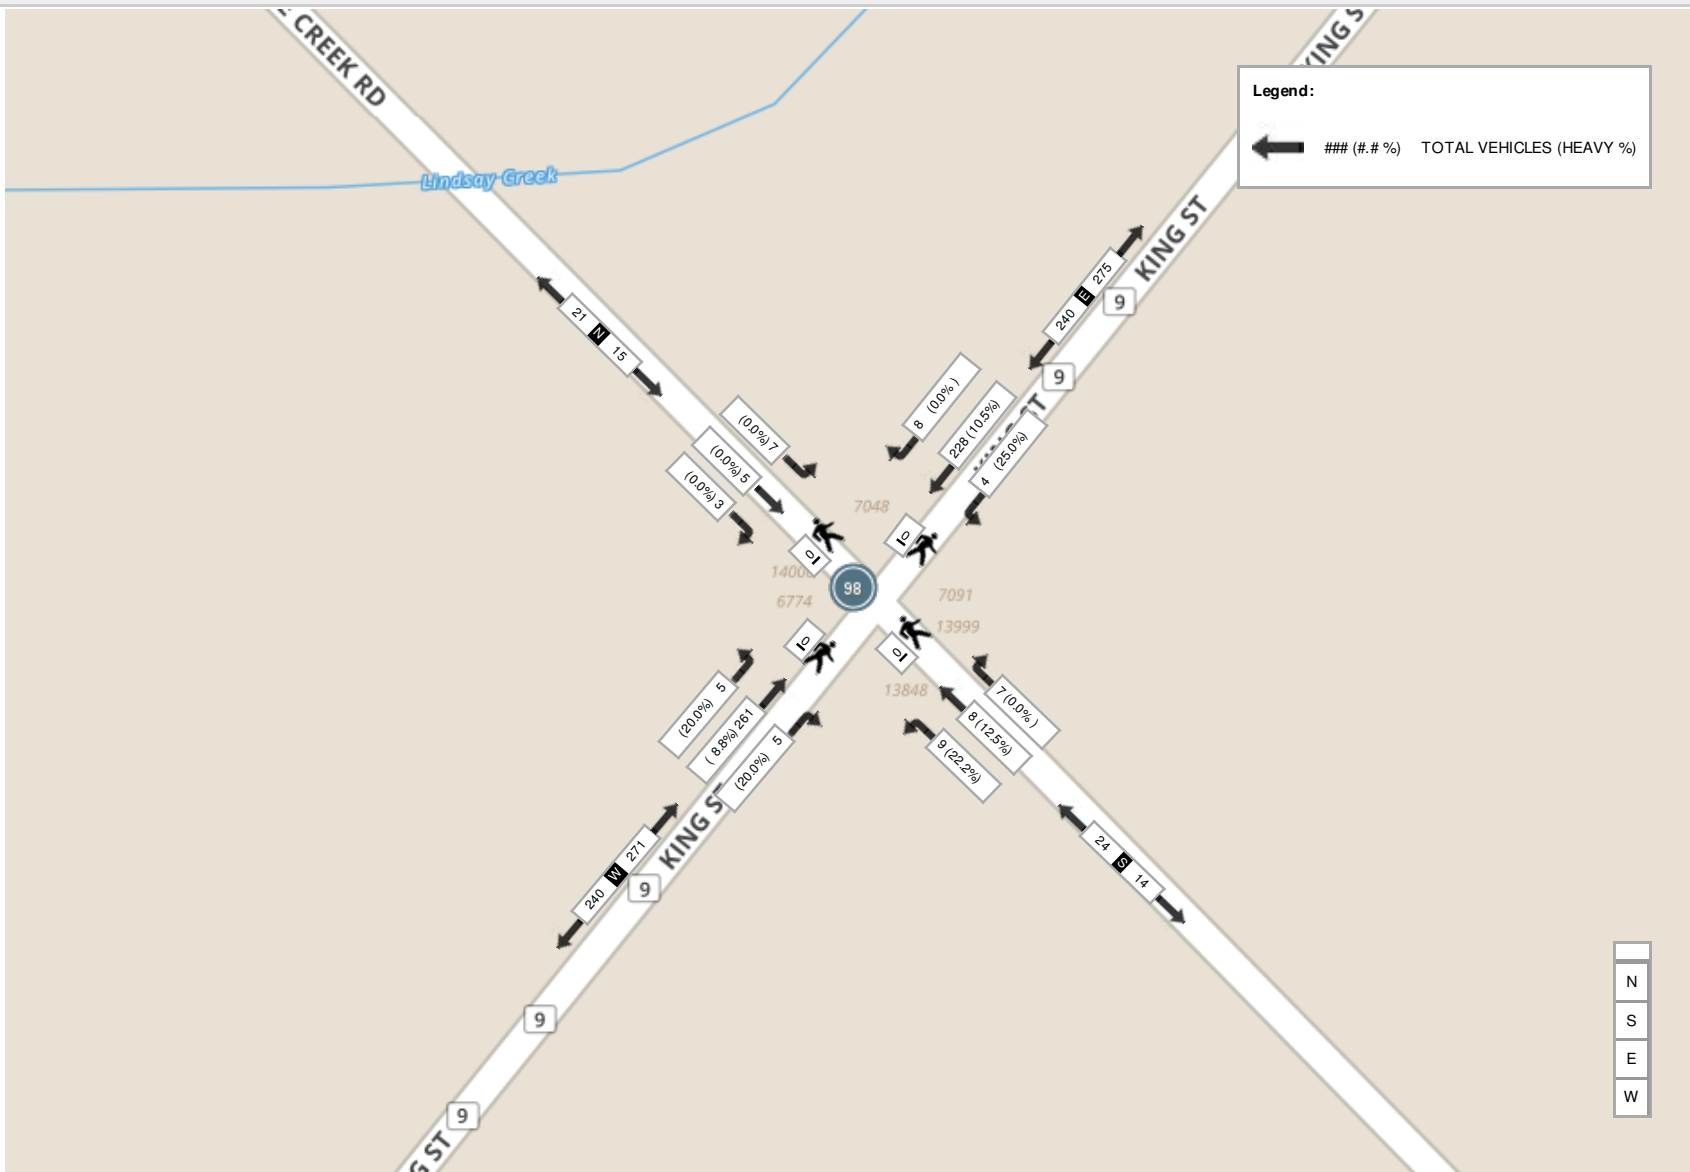 E CREEK RD
KING S
Legend:
### (#.# %) TOTAL VEHICLES (HEAVY %)
Lindsay Creek
KING ST
240 E 275
9
21 N 15
9
8 (0.0% )
228 (10.5%)
4 (25.0%)
(0.0%) 7
(0.0%) 5
(0.0%) 3
7048
0
0
14000
98
6774
7091
13999
0
0
(20.0%) 5
( 8.8%) 261
(20.0%) 5
13848
7 (0.0% )
8 (12.5%)
9 (22.2%)
KING ST
240 W 271
24 S 14
9
N
S
E
W
9
9
G ST